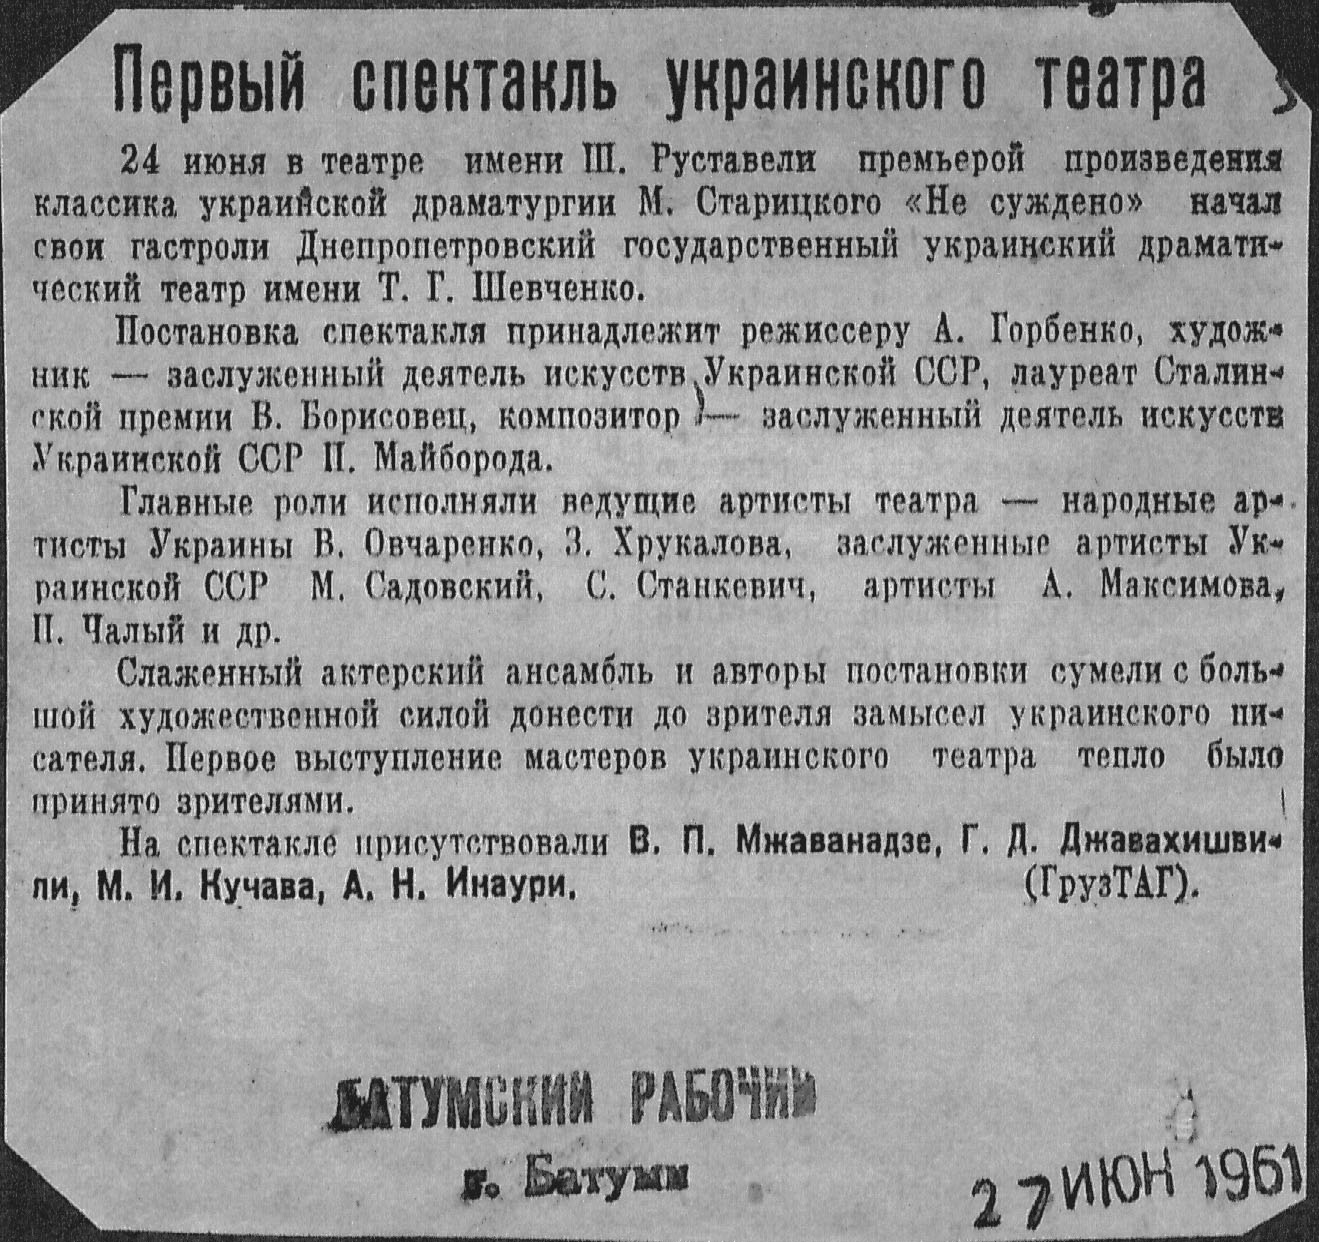 Первый спектакль украинского театра
24 июня в театре имени Ш. Руставели премьерой произведения
классика украинской драматургии М. Старицкого «Не суждено» начал
свои гастроли Днепропетровский государственный украинский драмати-
ческий театр имени Т. Г. Шевченко.
Постановка спектакля принадлежит режиссеру А. Горбенко, худож-
ник — заслуженный деятель искусств Украинской ССР, лауреат Сталин-
ской премии В. Борисовец, композитор — заслуженный деятель искусств
Украинской ССР П. Майборода.
Главные роли исполняли ведущие артисты театра — народные ар-
тисты Украины В. Овчаренко, З. Хрукалова, заслуженные артисты Ук-
раинской ССР М. Садовский, С. Станкевич, артисты А. Максимова,
П. Чалый и др.
Слаженный актерский ансамбль и авторы постановки сумели с боль-
шой художественной силой донести до зрителя замысел украинского пи-
сателя. Первое выступление мастеров украинского театра тепло было
принято зрителями.
На спектакле присутствовали В. П. Мжаванадзе, Г. Д. Джавахишви-
ли, М. И. Кучава, А. Н. Инаури. (ГрузТАГ).
БАТУМСКИЙ РАБОЧИЙ
г. Батуми
27 ИЮН 1961